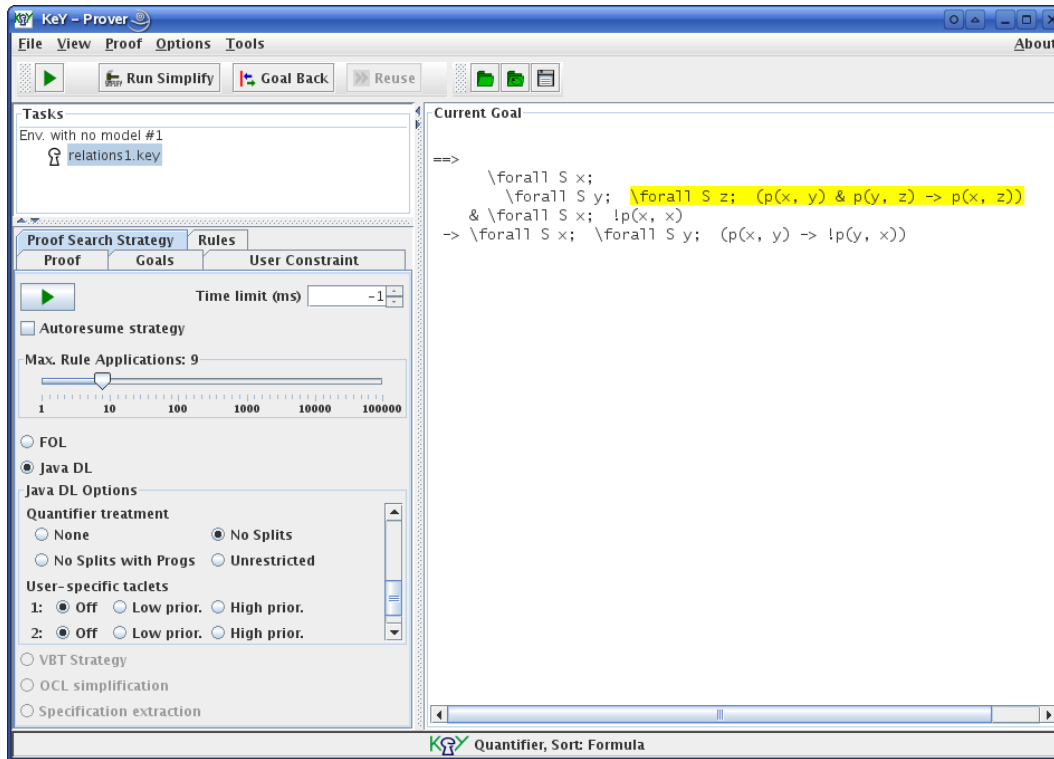 KeY – Prover
File View Proof Options Tools About
Run Simplify Goal Back Reuse
Tasks
Env. with no model #1
relations1.key
Proof Search Strategy Rules
Proof Goals User Constraint
Time limit (ms) -1
Autoresume strategy
Max. Rule Applications: 9
1 10 100 1000 10000 100000
FOL
Java DL
Java DL Options
Quantifier treatment
None No Splits
No Splits with Progs Unrestricted
User-specific taclets
1: Off Low prior. High prior.
2: Off Low prior. High prior.
VBT Strategy
OCL simplification
Specification extraction
Current Goal
==>
\forall S x;
\forall S y; \forall S z; (p(x, y) & p(y, z) -> p(x, z))
& \forall S x; !p(x, x)
-> \forall S x; \forall S y; (p(x, y) -> !p(y, x))
KeY Quantifier, Sort: Formula